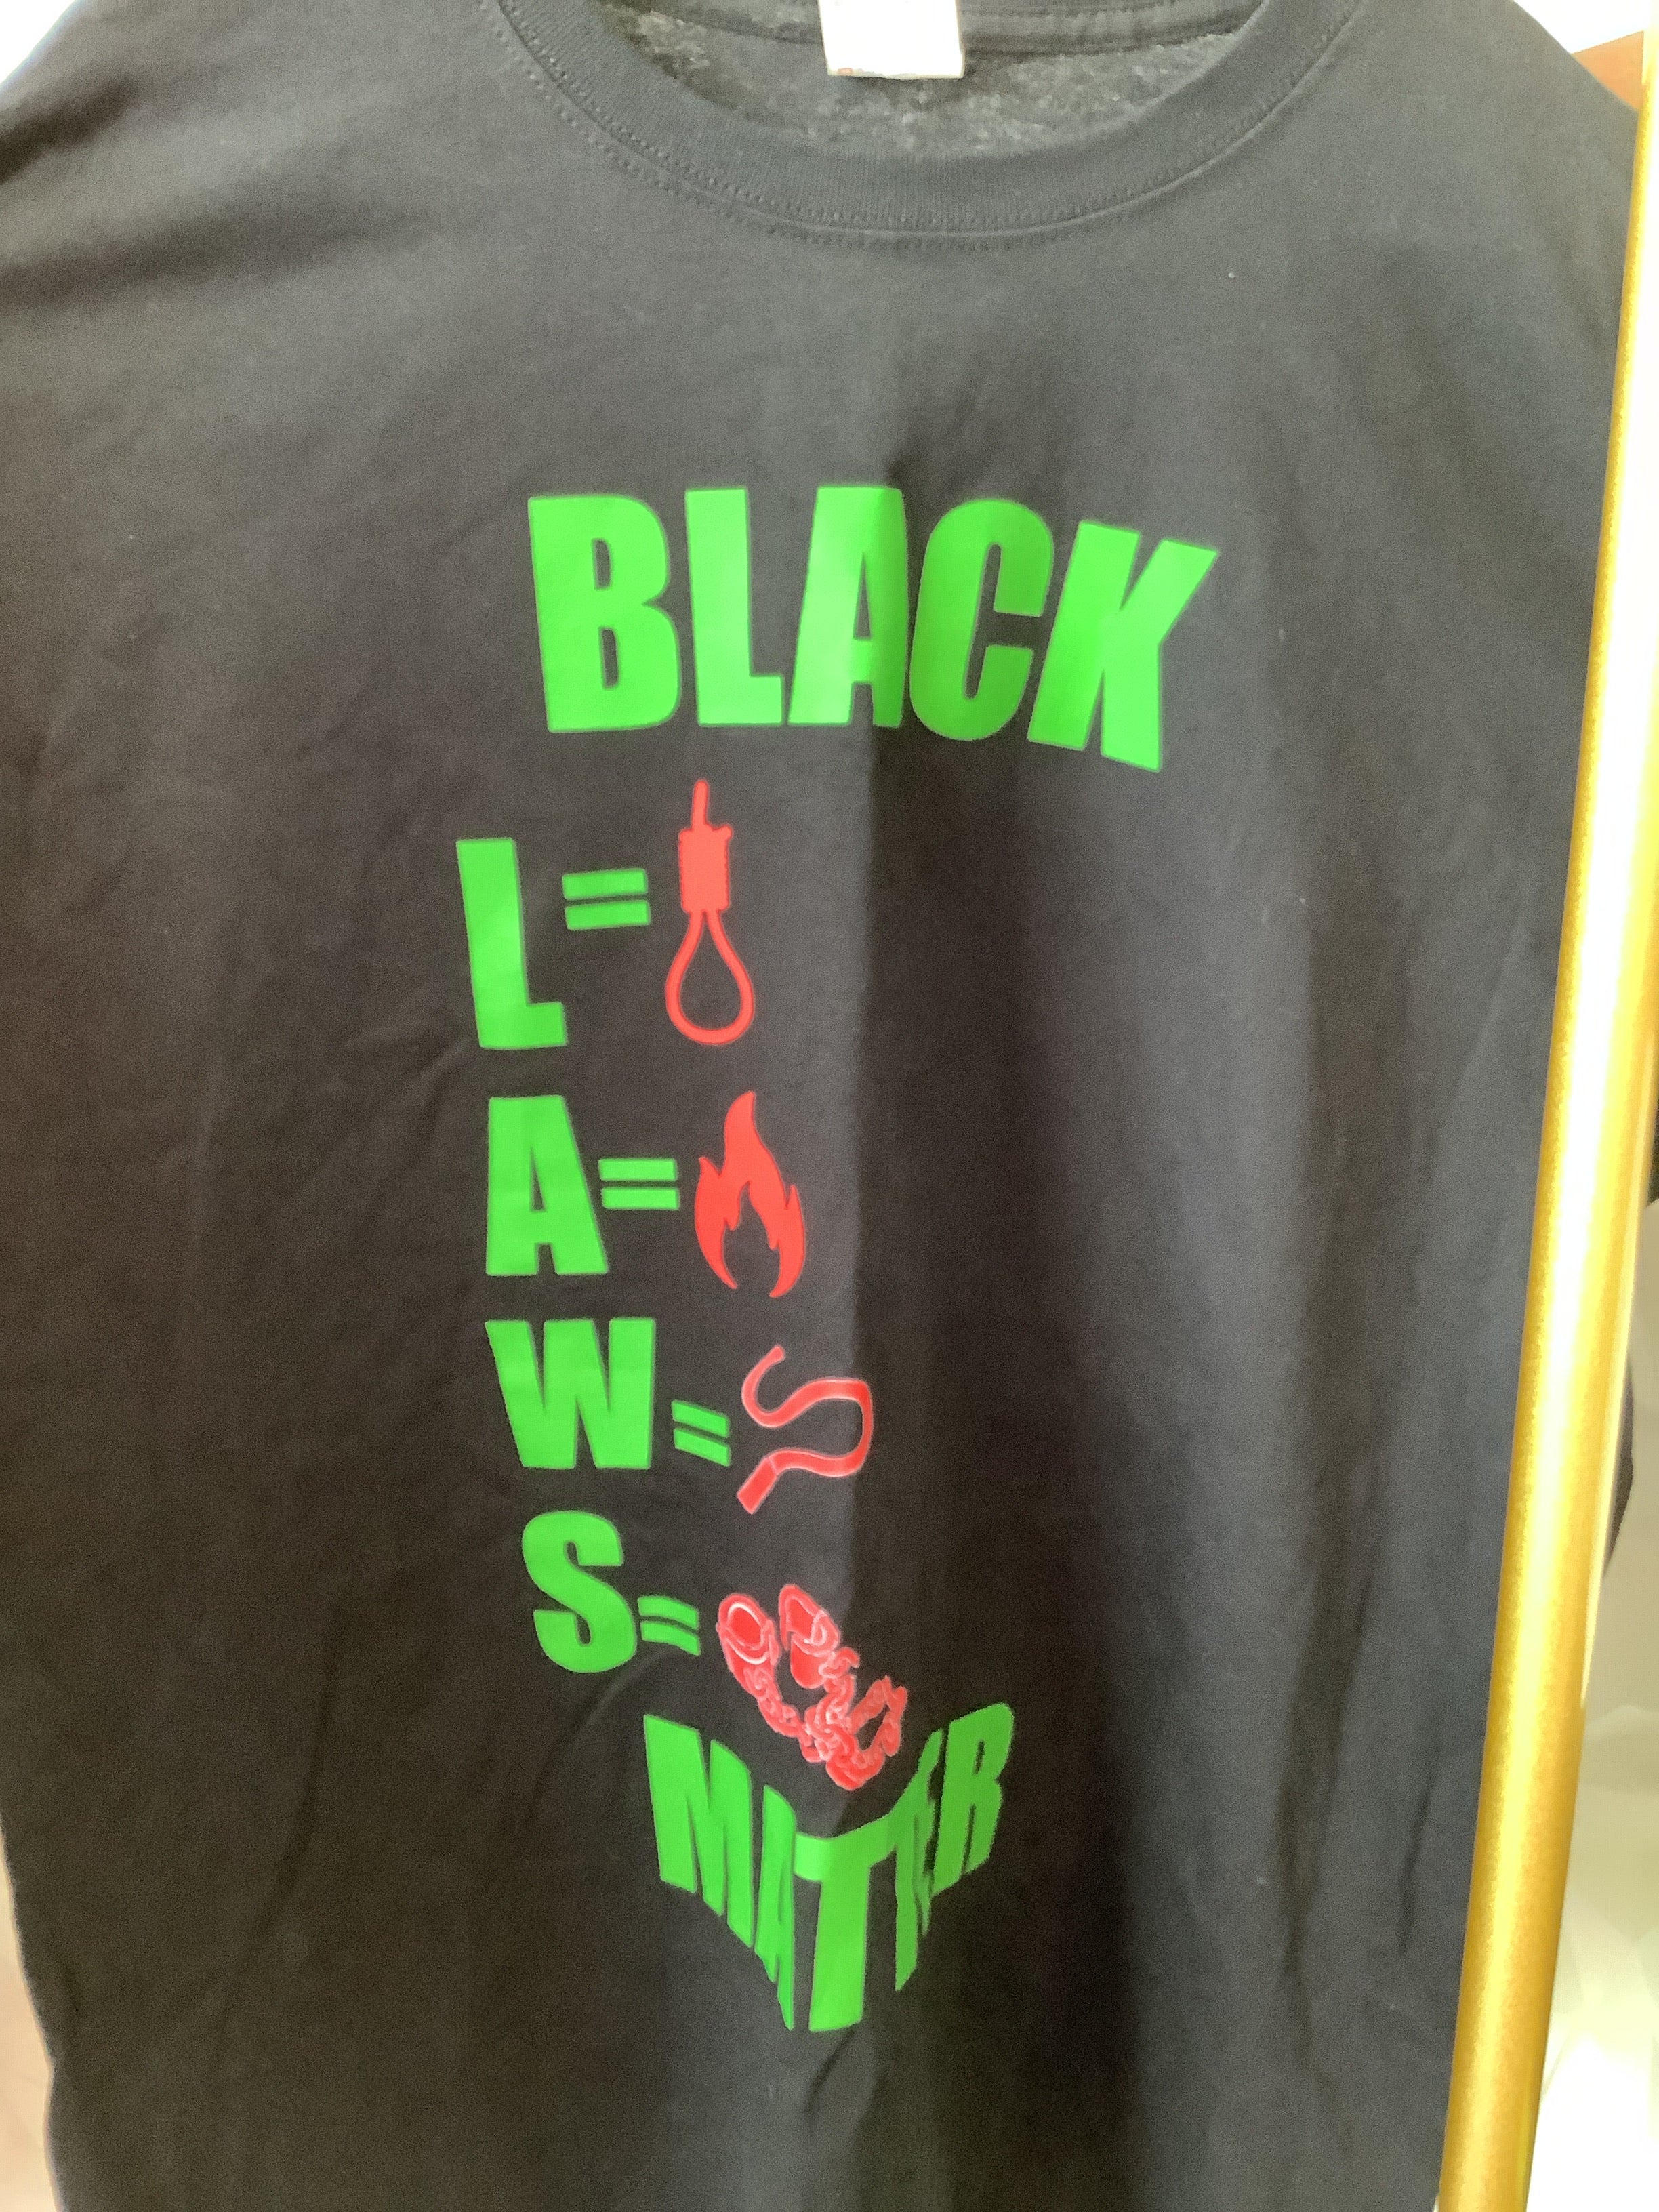 BLACK
L=
A=
W=
S=
MATTER